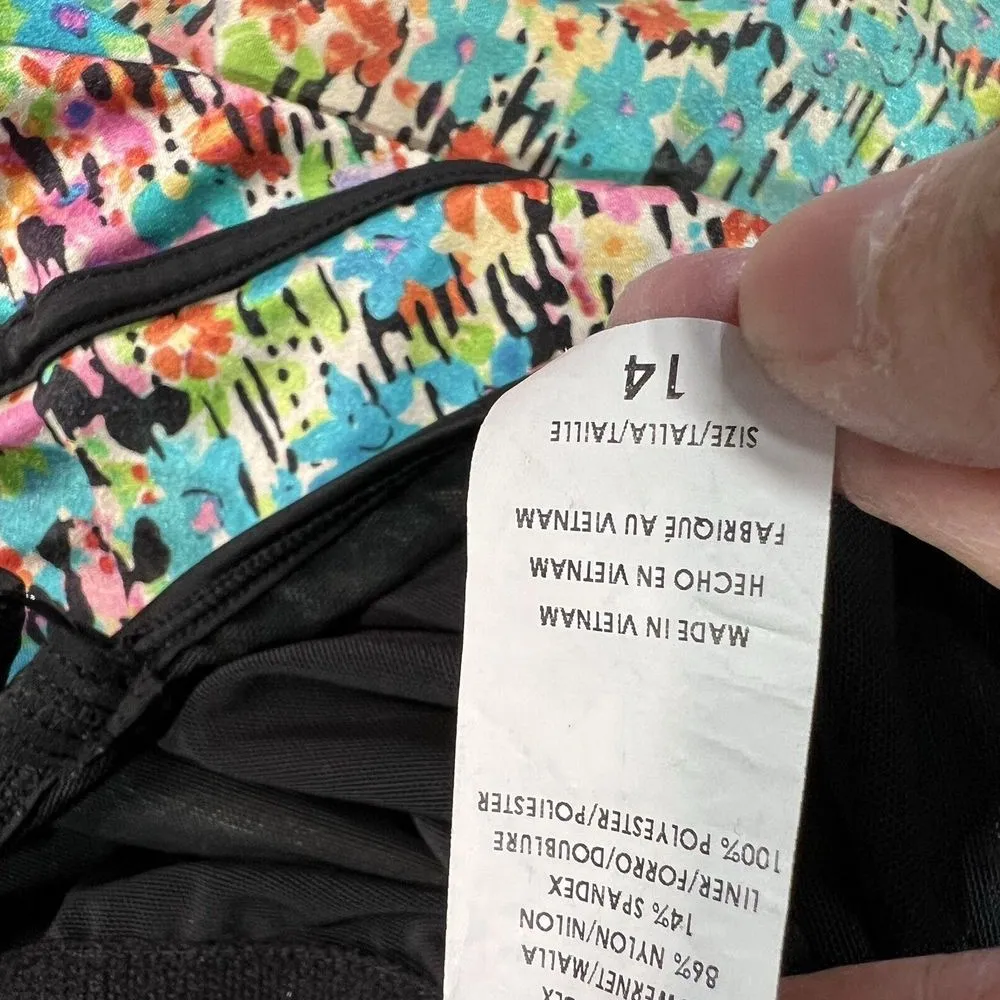 86% NYLON/NILON
14% SPANDEX
LINER/FORRO/DOUBLURE
100% POLYESTER/POLIESTER
MADE IN VIETNAM
HECHO EN VIETNAM
FABRIQUÉ AU VIETNAM
SIZE/TALLA/TAILLE
14